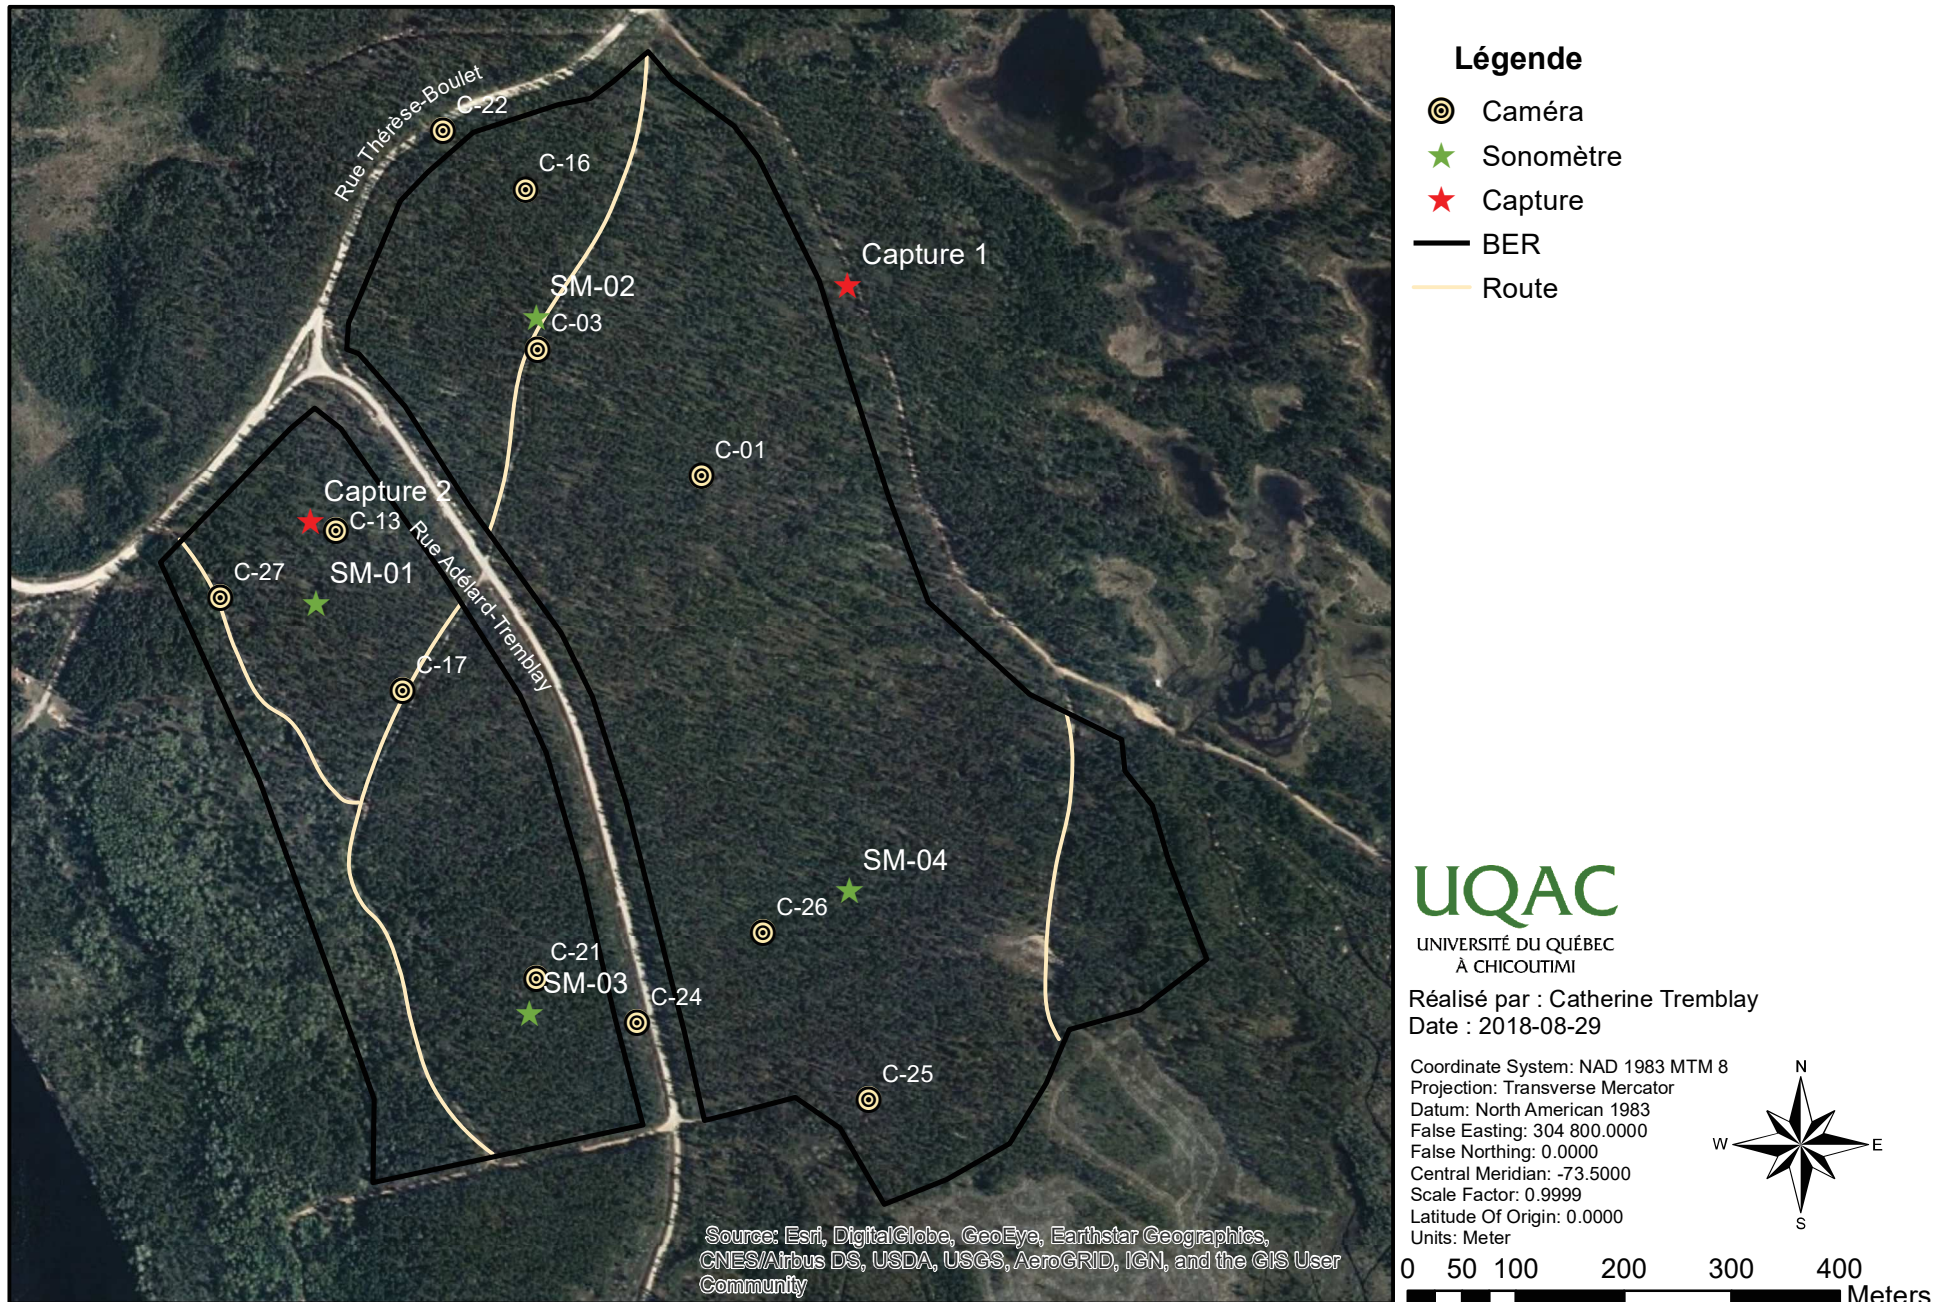 Rue Thérèse-Boulet
C-22
C-16
Capture 1
SM-02
C-03
C-01
Capture 2
C-13
Rue Adélard-Tremblay
C-27
SM-01
C-17
SM-04
C-26
C-21
SM-03
C-24
C-25
Source: Esri, DigitalGlobe, GeoEye, Earthstar Geographics,
CNES/Airbus DS, USDA, USGS, AeroGRID, IGN, and the GIS User
Community
Légende
Caméra
Sonomètre
Capture
BER
Route
UQAC
UNIVERSITÉ DU QUÉBEC
À CHICOUTIMI
Réalisé par : Catherine Tremblay
Date : 2018-08-29
Coordinate System: NAD 1983 MTM 8
Projection: Transverse Mercator
Datum: North American 1983
False Easting: 304 800.0000
False Northing: 0.0000
Central Meridian: -73.5000
Scale Factor: 0.9999
Latitude Of Origin: 0.0000
Units: Meter
N
W E
S
0 50 100 200 300 400
Meters